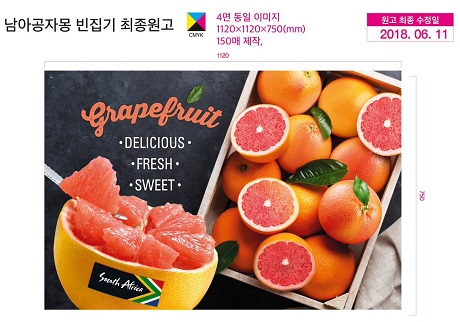 남아공자몽 빈집기 최종원고
CMYK
4면 동일 이미지
1120×1120×750(mm)
150매 제작.
원고 최종 수정일
2018. 06. 11
1120
Grapefruit
•DELICIOUS•
•FRESH•
•SWEET•
South Africa
750